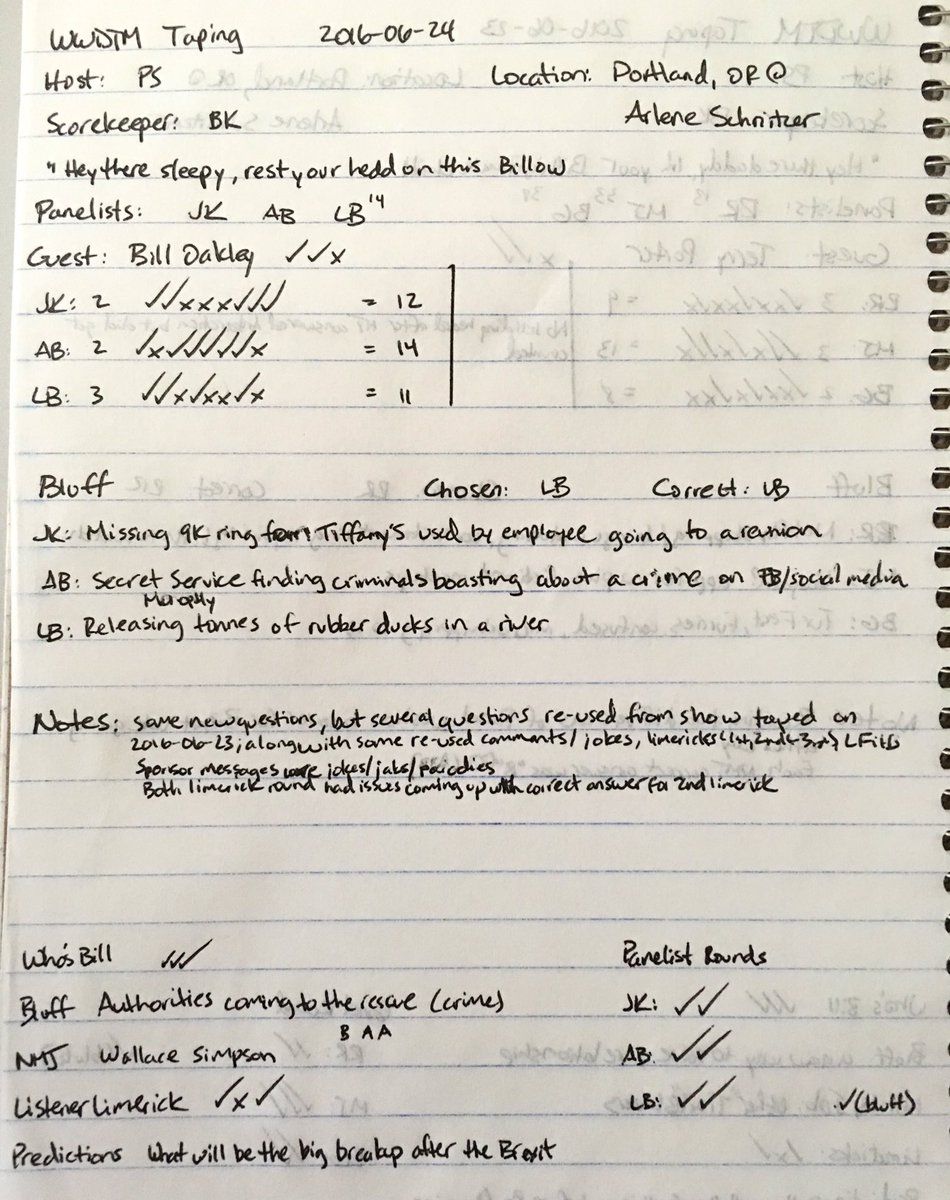 WWDTM Taping 2016-06-24
Host: PS Location: Portland, OR @
Scorekeeper: BK Arlene Schnitzer
"Hey there sleepy, rest your hedd on this Billow
Panelists: JK AB LB'14
Guest: Bill Oakley ✓✓x
JK: 2 ✓✓xxx✓✓✓ = 12
AB: 2 ✓x✓✓✓✓✓x = 14
LB: 3 ✓✓x✓xx✓x = 11
Bluff Chosen: LB Correct: LB
JK: Missing 9K ring from Tiffany's used by employee going to a reunion
AB: Secret Service finding criminals boasting about a crime on FB/social media
Multiply
LB: Releasing tonnes of rubber ducks in a river
Notes: some new questions, but several questions re-used from show taped on
2016-06-23, along with some re-used comments/jokes, limericks (1st, 2nd & 3rd), LFitB
Sponsor messages were jokes/jabs/parodies
Both limerick round had issues coming up with correct answer for 2nd limerick
Who's Bill ✓✓✓ Panelist Rounds
Bluff Authorities coming to the rescue (crime) JK: ✓✓
B A A
NMJ Wallace Simpson AB: ✓✓
Listener Limerick ✓x✓ LB: ✓✓ ✓(bluff)
Predictions What will be the big breakup after the Brexit